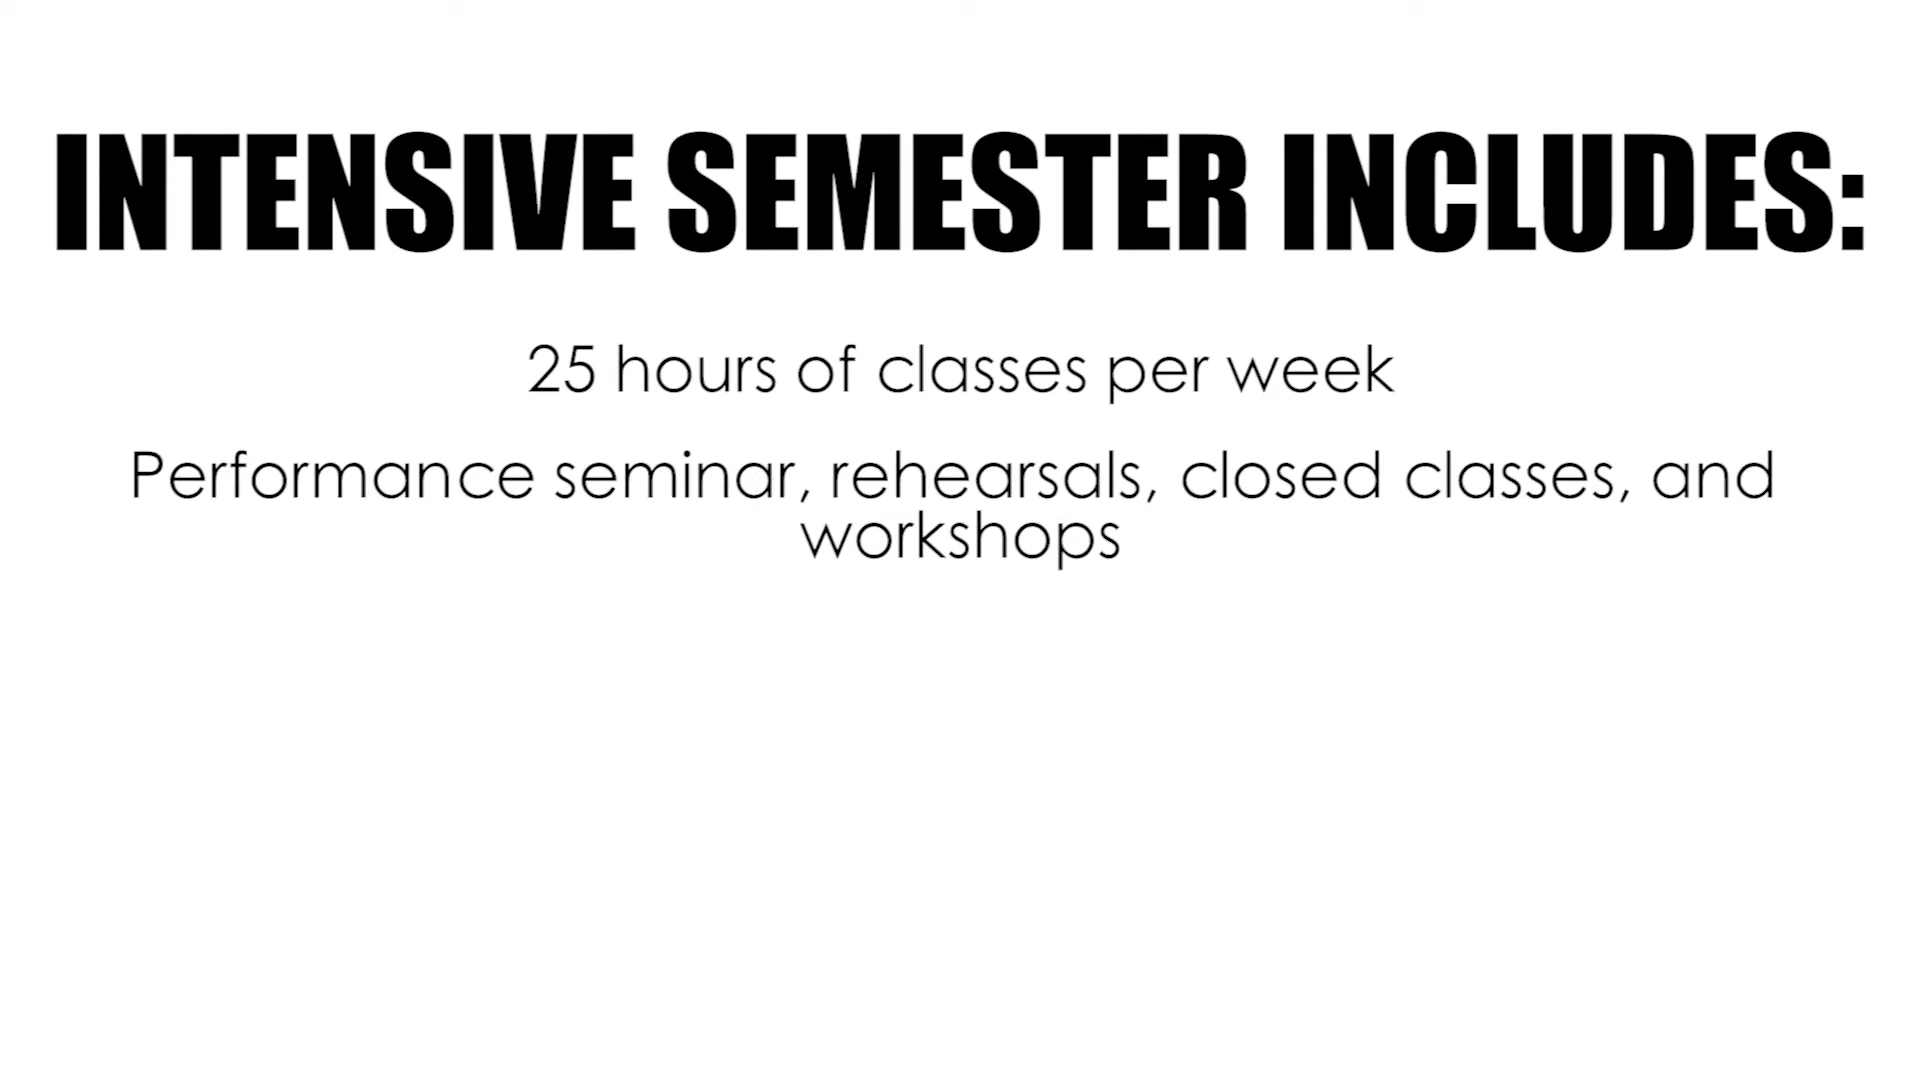 INTENSIVE SEMESTER INCLUDES:
25 hours of classes per week
Performance seminar, rehearsals, closed classes, and
workshops